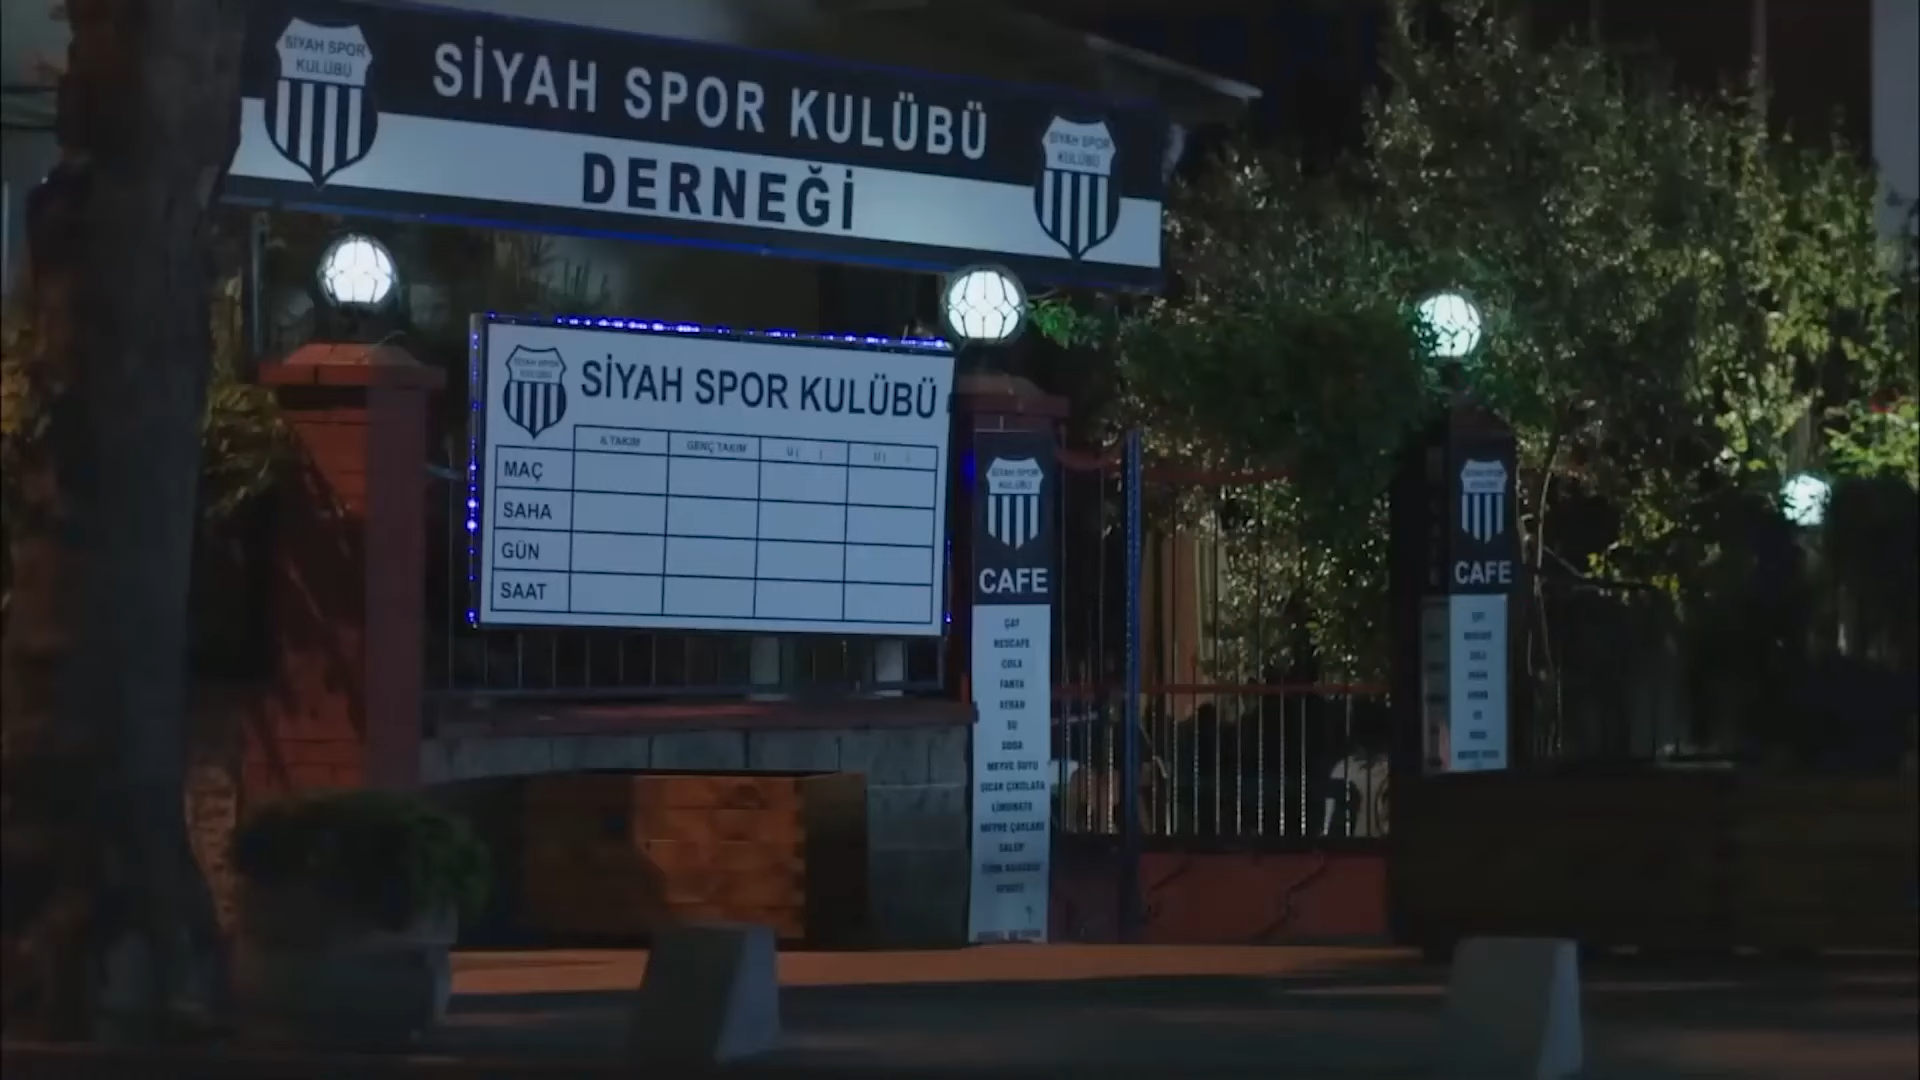 SİYAH SPOR
KULÜBÜ
SİYAH SPOR KULÜBÜ
DERNEĞİ
SİYAH SPOR
KULÜBÜ
SİYAH SPOR
KULÜBÜ
SİYAH SPOR KULÜBÜ
A TAKIM GENÇ TAKIM U( ) U(
MAÇ
SAHA
GÜN
SAAT
SİYAH SPOR
KULÜBÜ
CAFE
ÇAY
NESCAFE
COLA
FANTA
AYRAN
SU
SODA
MEYVE SUYU
SICAK ÇİKOLATA
LİMONATA
MEYVE ÇAYLARI
SALEP
SİYAH SPOR
KULÜBÜ
CAFE
ÇAY